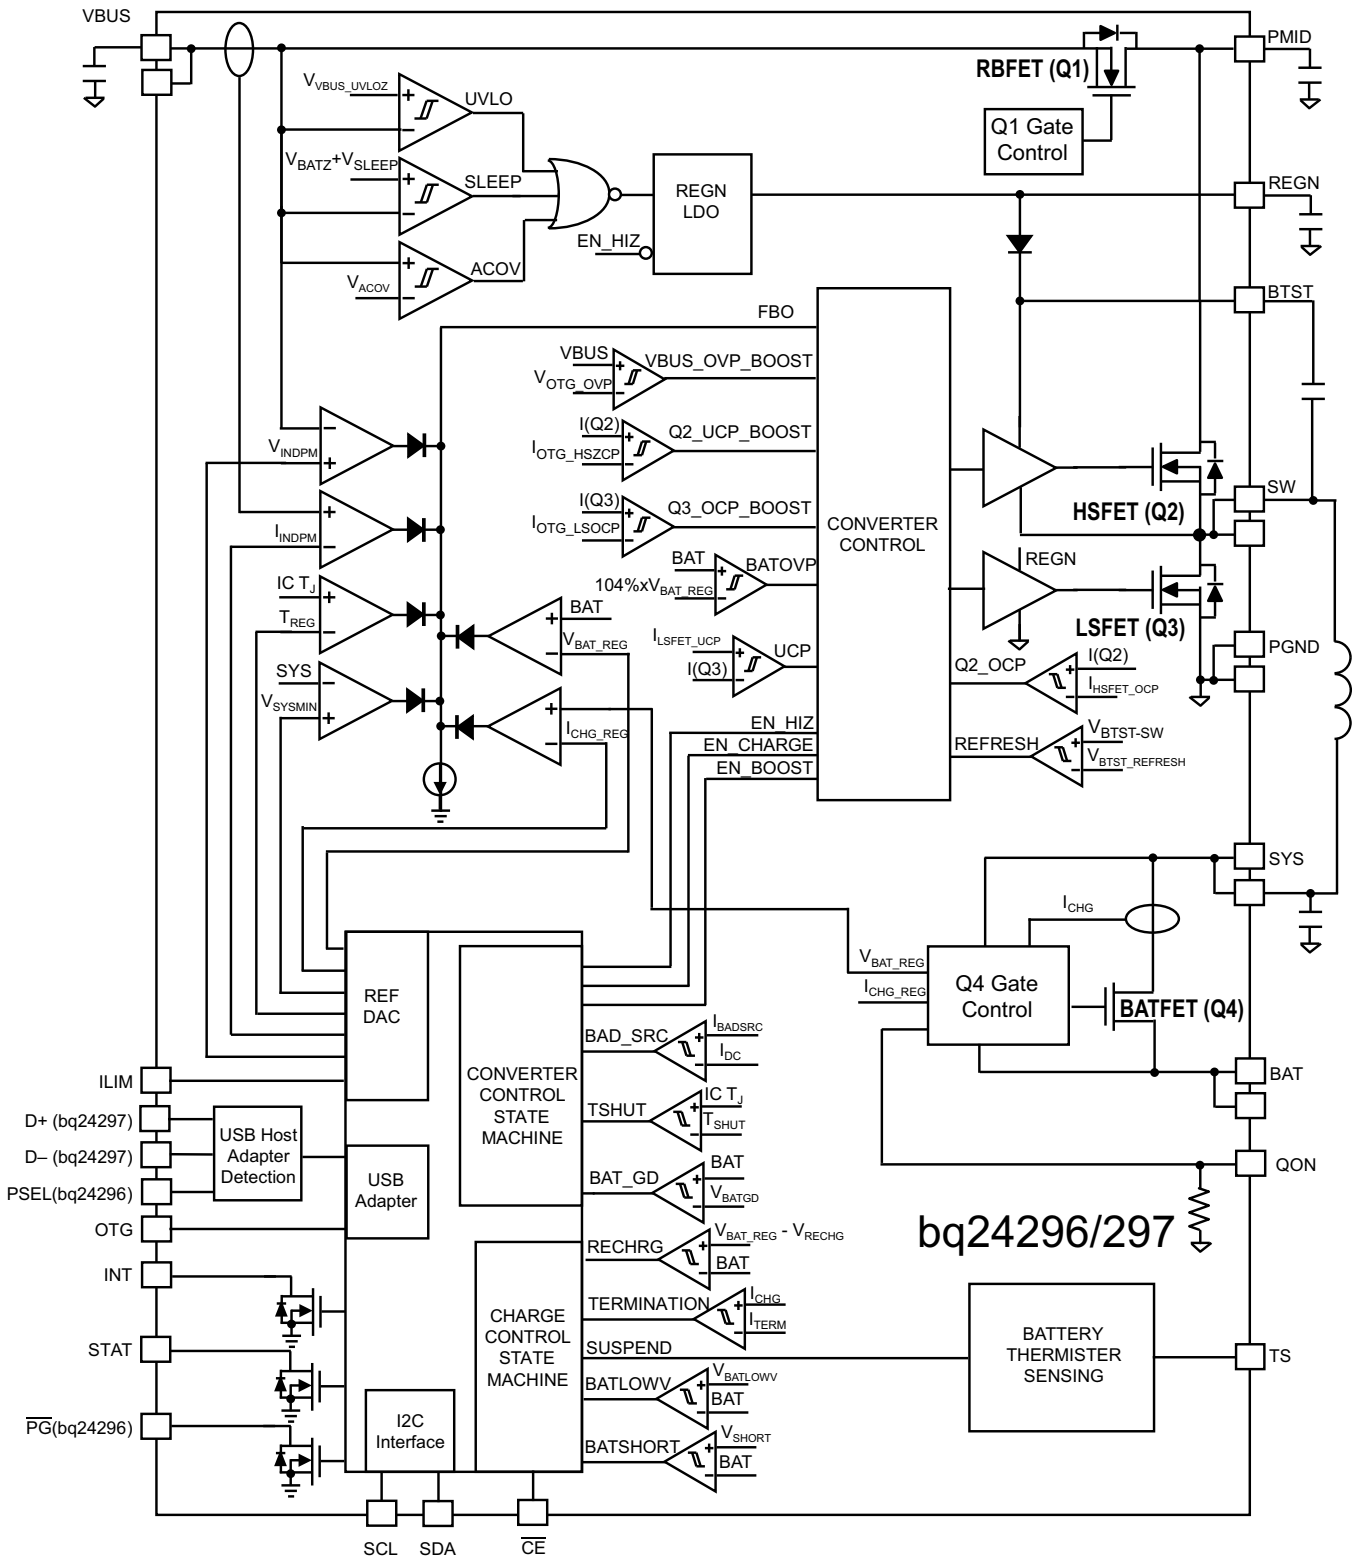 VBUS
PMID
RBFET (Q1)
V_VBUS_UVLOZ
UVLO
Q1 Gate
Control
V_BATZ+V_SLEEP
SLEEP
REGN
LDO
REGN
EN_HIZ
ACOV
V_ACOV
BTST
FBO
VBUS
VBUS_OVP_BOOST
V_OTG_OVP
I(Q2)
Q2_UCP_BOOST
I_OTG_HSZCP
V_INDPM
I(Q3)
Q3_OCP_BOOST
I_OTG_LSOCP
I_INDPM
CONVERTER
CONTROL
HSFET (Q2)
SW
BAT
BATOVP
104%xV_BAT_REG
REGN
IC T_J
T_REG
BAT
V_BAT_REG
I_LSFET_UCP
UCP
I(Q3)
LSFET (Q3)
PGND
Q2_OCP
I(Q2)
I_HSFET_OCP
SYS
V_SYSMIN
I_CHG_REG
EN_HIZ
EN_CHARGE
EN_BOOST
REFRESH
V_BTST-SW
V_BTST_REFRESH
SYS
I_CHG
V_BAT_REG
I_CHG_REG
Q4 Gate
Control
BATFET (Q4)
REF
DAC
BAD_SRC
I_BADSRC
I_DC
BAT
ILIM
CONVERTER
CONTROL
STATE
MACHINE
TSHUT
IC T_J
T_SHUT
D+ (bq24297)
D– (bq24297)
PSEL(bq24296)
USB Host
Adapter
Detection
USB
Adapter
BAT_GD
BAT
V_BATGD
QON
OTG
bq24296/297
RECHRG
V_BAT_REG - V_RECHG
BAT
INT
CHARGE
CONTROL
STATE
MACHINE
TERMINATION
I_CHG
I_TERM
SUSPEND
BATTERY
THERMISTER
SENSING
TS
STAT
BATLOWV
V_BATLOWV
BAT
PG(bq24296)
I2C
Interface
BATSHORT
V_SHORT
BAT
SCL
SDA
CE